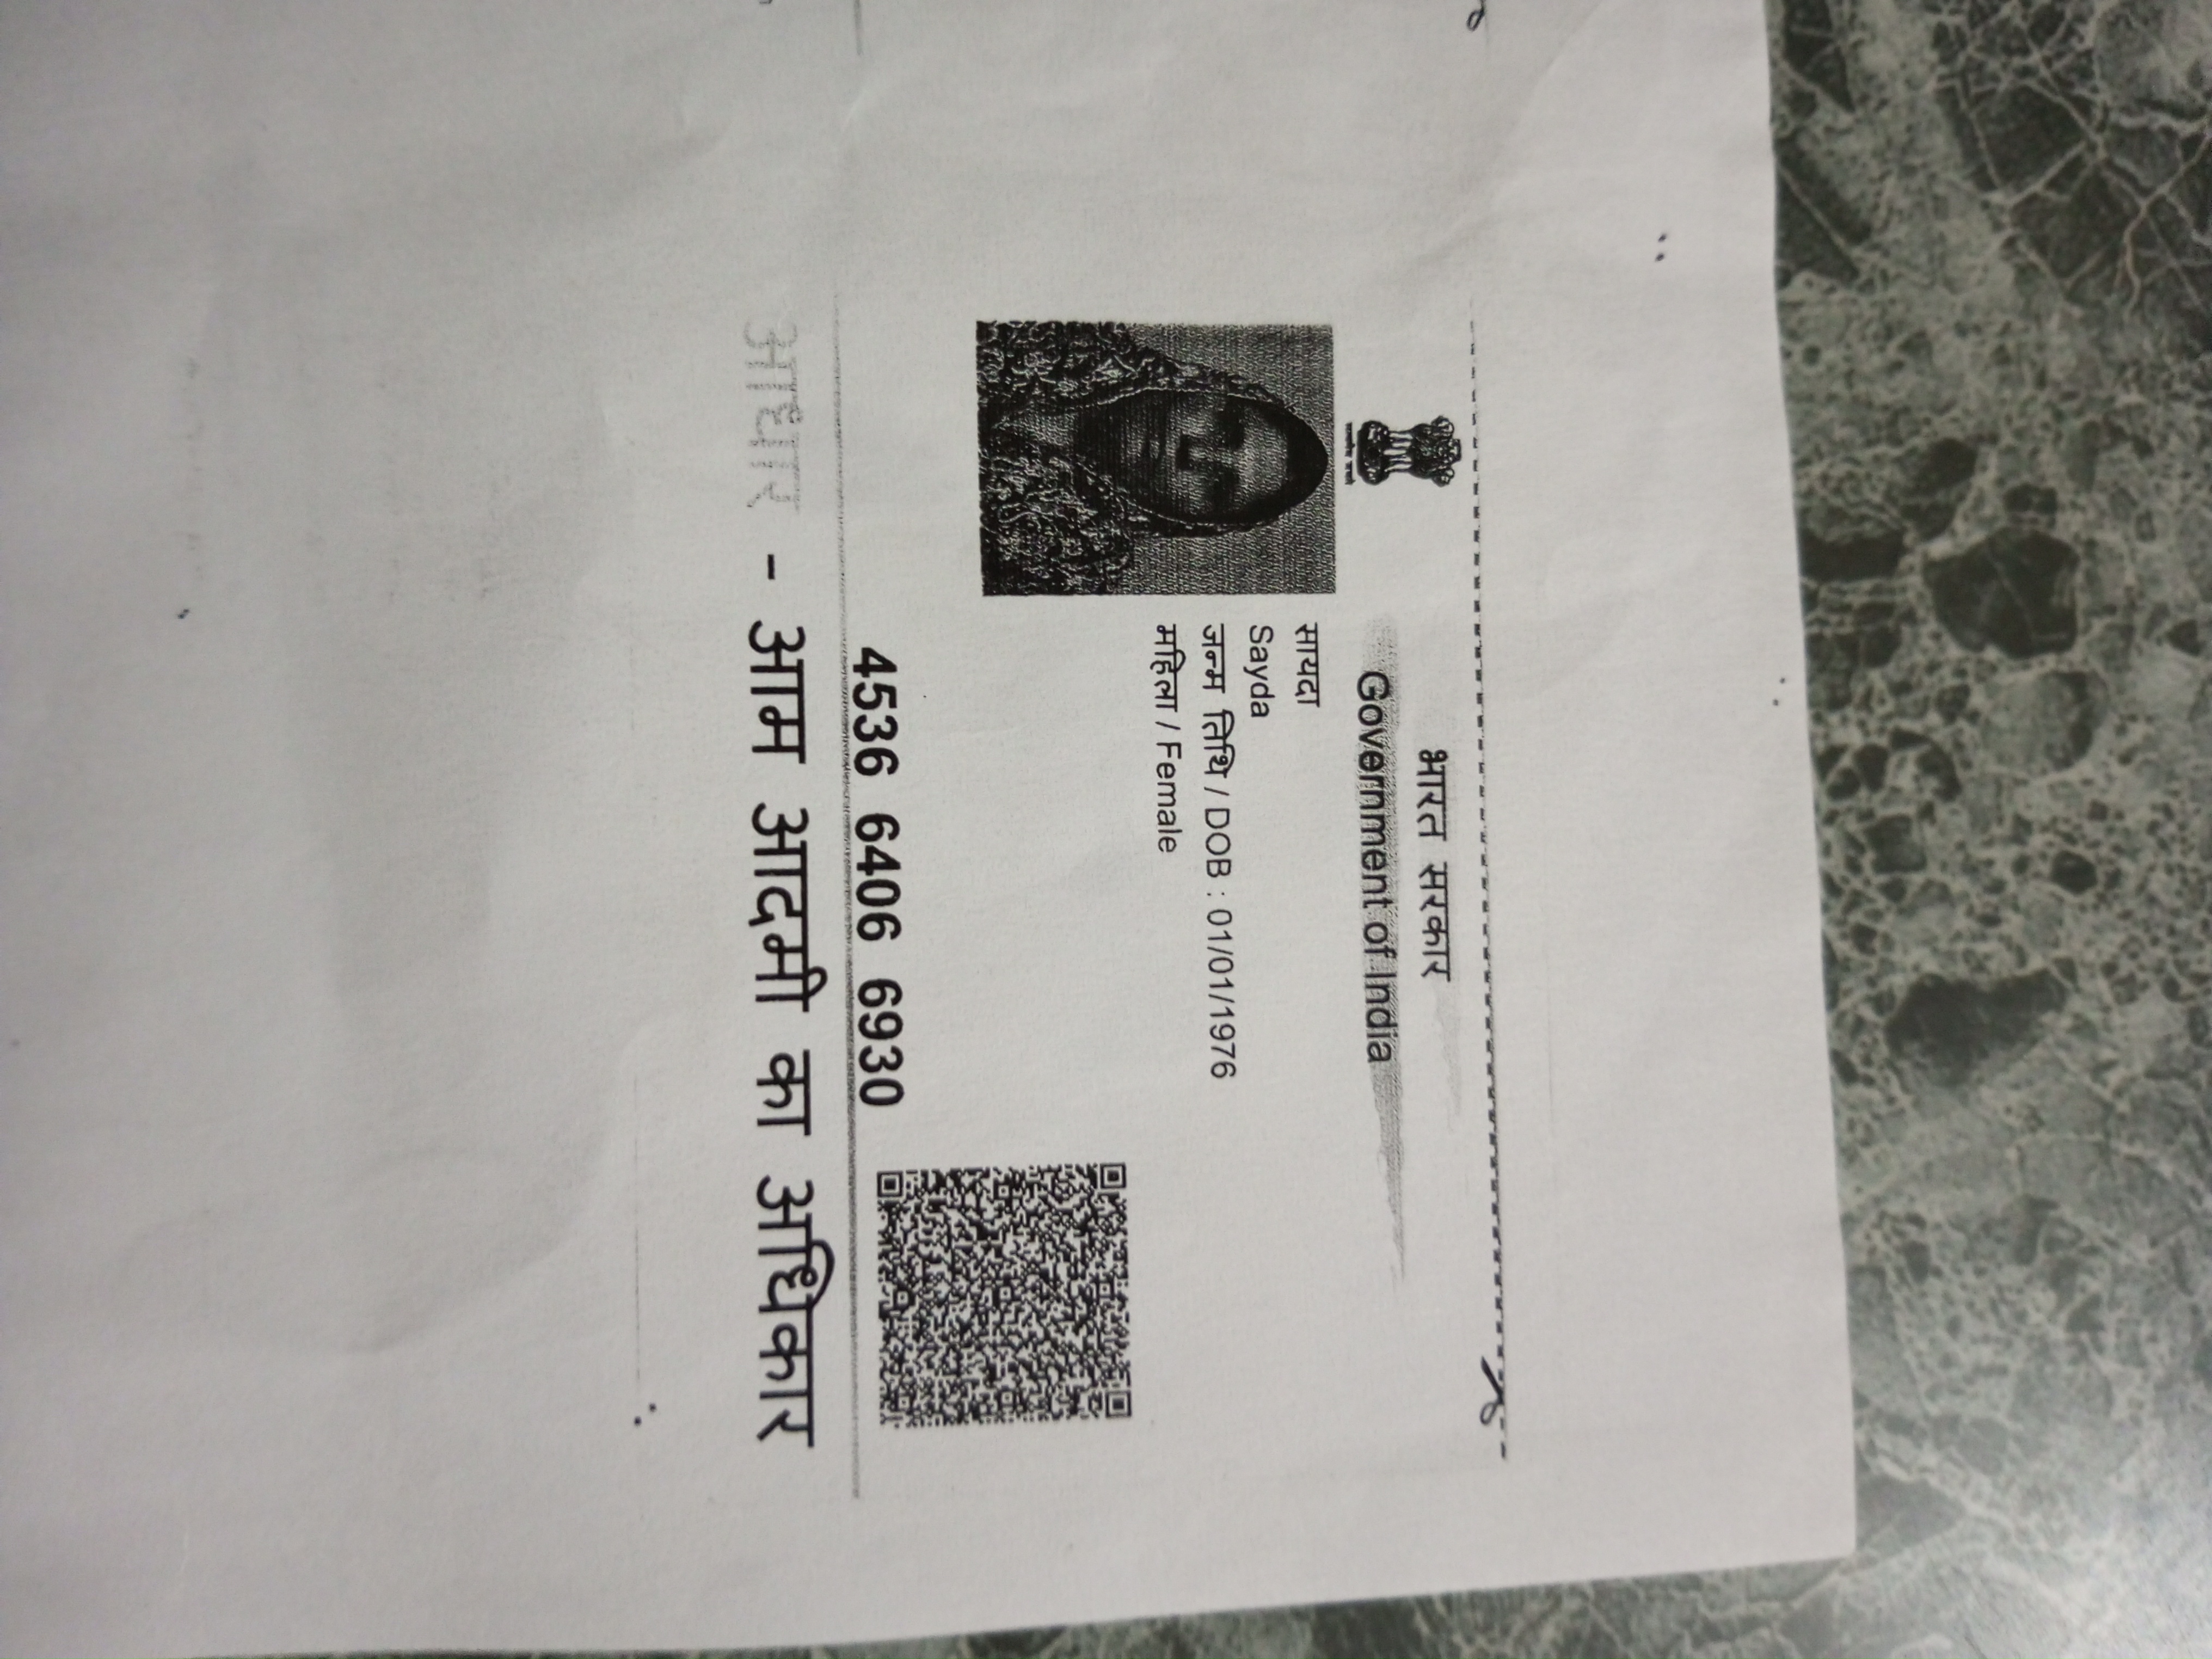 भारत सरकार
Government of India
सायदा
Sayda
जन्म तिथि / DOB : 01/01/1976
महिला / Female
4536 6406 6930
आधार - आम आदमी का अधिकार